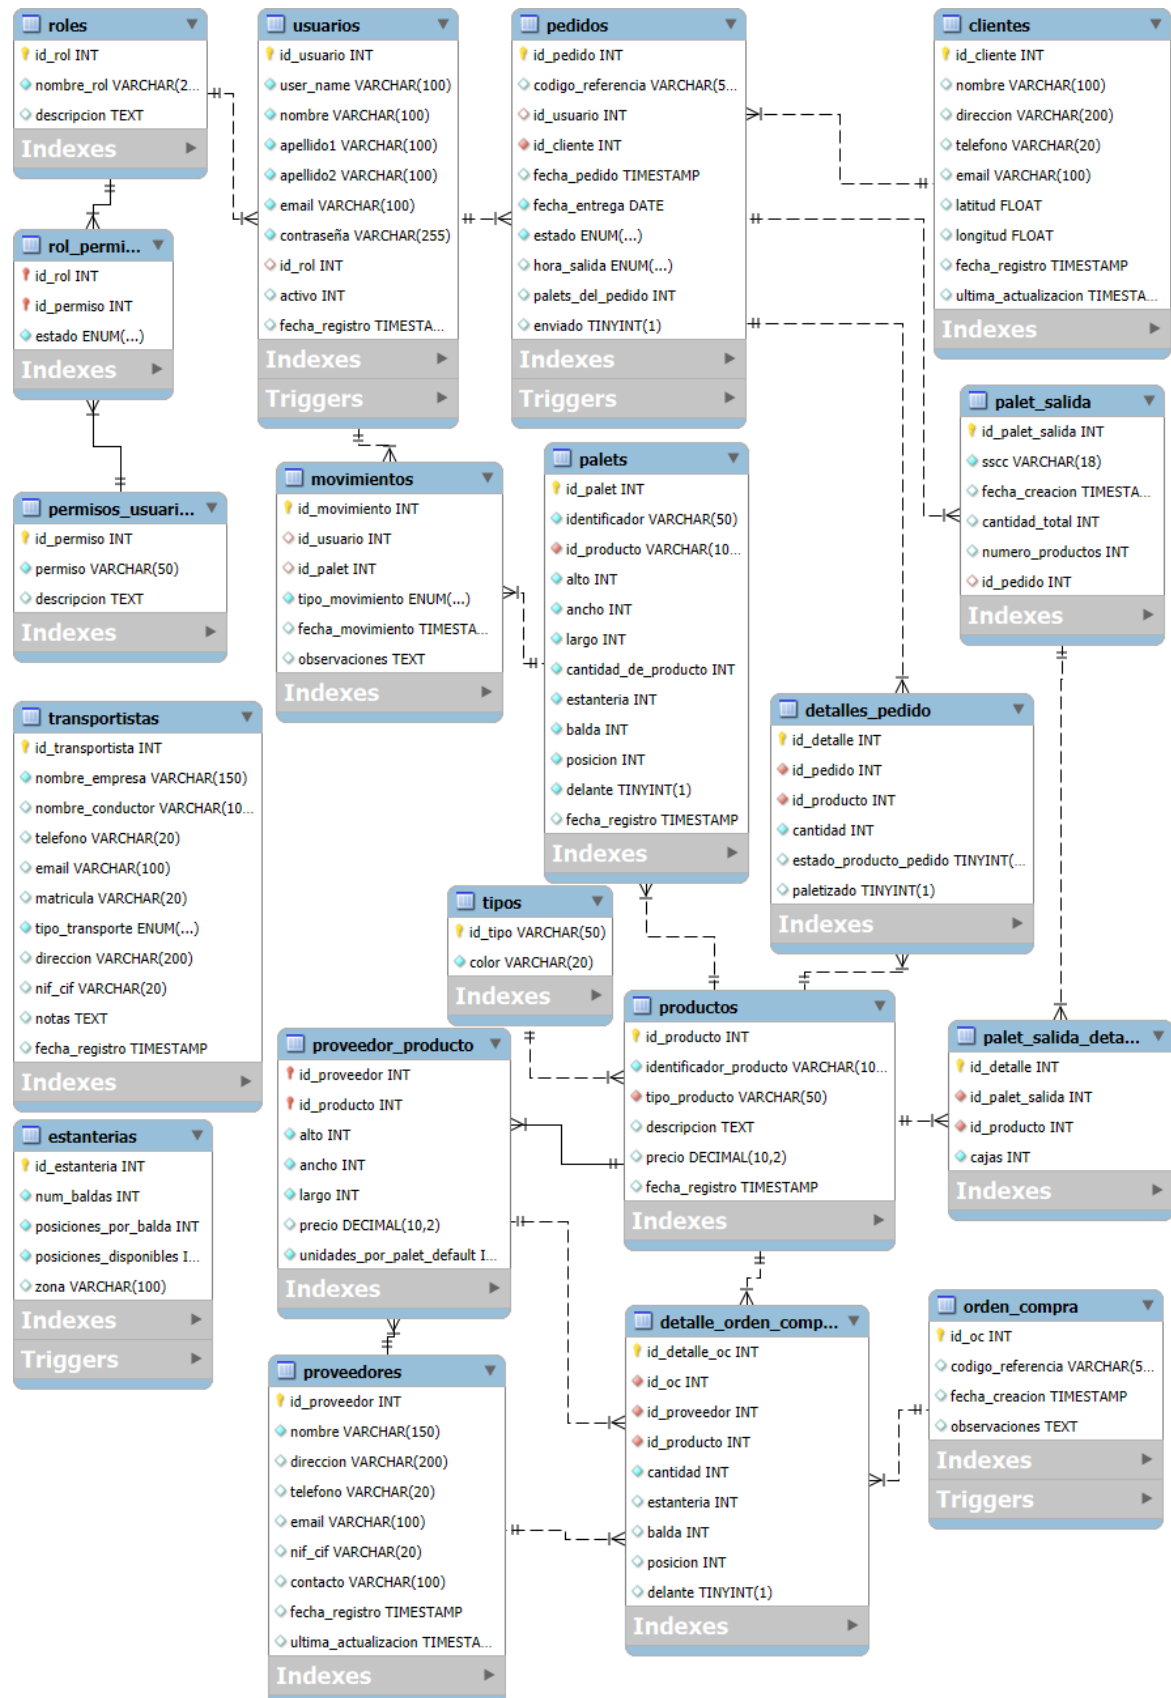 roles
id_rol INT
nombre_rol VARCHAR(2...
descripcion TEXT
Indexes
usuarios
id_usuario INT
user_name VARCHAR(100)
nombre VARCHAR(100)
apellido1 VARCHAR(100)
apellido2 VARCHAR(100)
email VARCHAR(100)
contraseña VARCHAR(255)
id_rol INT
activo INT
fecha_registro TIMESTA...
Indexes
Triggers
pedidos
id_pedido INT
codigo_referencia VARCHAR(5...
id_usuario INT
id_cliente INT
fecha_pedido TIMESTAMP
fecha_entrega DATE
estado ENUM(...)
hora_salida ENUM(...)
palets_del_pedido INT
enviado TINYINT(1)
Indexes
Triggers
clientes
id_cliente INT
nombre VARCHAR(100)
direccion VARCHAR(200)
telefono VARCHAR(20)
email VARCHAR(100)
latitud FLOAT
longitud FLOAT
fecha_registro TIMESTAMP
ultima_actualizacion TIMESTA...
Indexes
rol_permi...
id_rol INT
id_permiso INT
estado ENUM(...)
Indexes
palet_salida
id_palet_salida INT
sscc VARCHAR(18)
fecha_creacion TIMESTA...
cantidad_total INT
numero_productos INT
id_pedido INT
Indexes
permisos_usuari...
id_permiso INT
permiso VARCHAR(50)
descripcion TEXT
Indexes
movimientos
id_movimiento INT
id_usuario INT
id_palet INT
tipo_movimiento ENUM(...)
fecha_movimiento TIMESTA...
observaciones TEXT
Indexes
palets
id_palet INT
identificador VARCHAR(50)
id_producto VARCHAR(10...
alto INT
ancho INT
largo INT
cantidad_de_producto INT
estanteria INT
balda INT
posicion INT
delante TINYINT(1)
fecha_registro TIMESTAMP
Indexes
transportistas
id_transportista INT
nombre_empresa VARCHAR(150)
nombre_conductor VARCHAR(10...
telefono VARCHAR(20)
email VARCHAR(100)
matricula VARCHAR(20)
tipo_transporte ENUM(...)
direccion VARCHAR(200)
nif_cif VARCHAR(20)
notas TEXT
fecha_registro TIMESTAMP
Indexes
detalles_pedido
id_detalle INT
id_pedido INT
id_producto INT
cantidad INT
estado_producto_pedido TINYINT(...
paletizado TINYINT(1)
Indexes
tipos
id_tipo VARCHAR(50)
color VARCHAR(20)
Indexes
productos
id_producto INT
identificador_producto VARCHAR(10...
tipo_producto VARCHAR(50)
descripcion TEXT
precio DECIMAL(10,2)
fecha_registro TIMESTAMP
Indexes
palet_salida_deta...
id_detalle INT
id_palet_salida INT
id_producto INT
cajas INT
Indexes
proveedor_producto
id_proveedor INT
id_producto INT
alto INT
ancho INT
largo INT
precio DECIMAL(10,2)
unidades_por_palet_default I...
Indexes
estanterias
id_estanteria INT
num_baldas INT
posiciones_por_balda INT
posiciones_disponibles I...
zona VARCHAR(100)
Indexes
Triggers
detalle_orden_comp...
id_detalle_oc INT
id_oc INT
id_proveedor INT
id_producto INT
cantidad INT
estanteria INT
balda INT
posicion INT
delante TINYINT(1)
Indexes
orden_compra
id_oc INT
codigo_referencia VARCHAR(5...
fecha_creacion TIMESTAMP
observaciones TEXT
Indexes
Triggers
proveedores
id_proveedor INT
nombre VARCHAR(150)
direccion VARCHAR(200)
telefono VARCHAR(20)
email VARCHAR(100)
nif_cif VARCHAR(20)
contacto VARCHAR(100)
fecha_registro TIMESTAMP
ultima_actualizacion TIMESTA...
Indexes